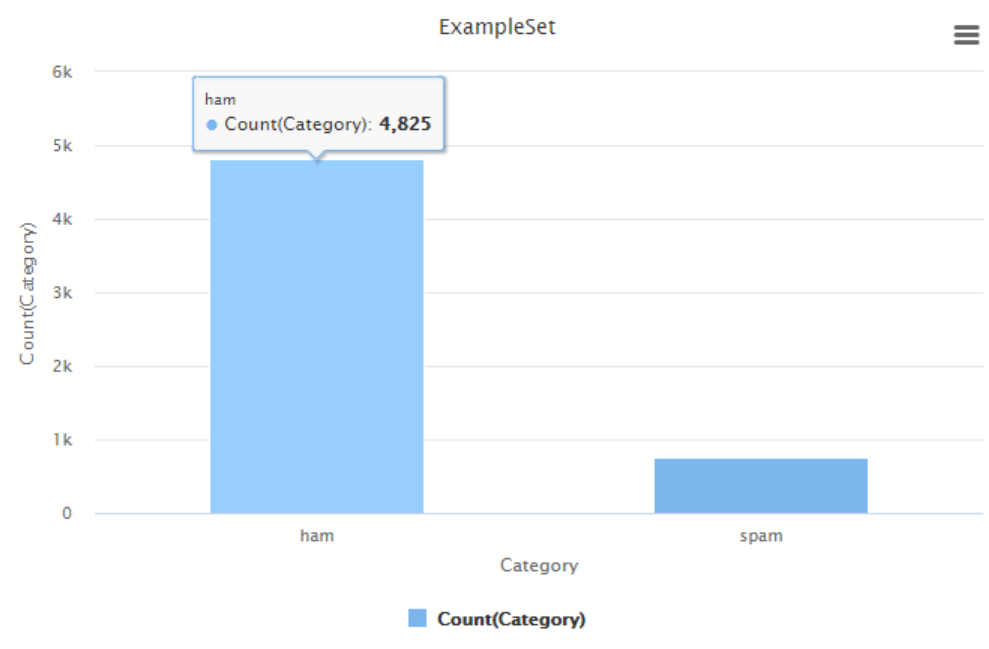 ExampleSet
6k
ham
Count(Category): 4,825
5k
4k
3k
2k
1k
0
Count(Category)
ham
spam
Category
Count(Category)